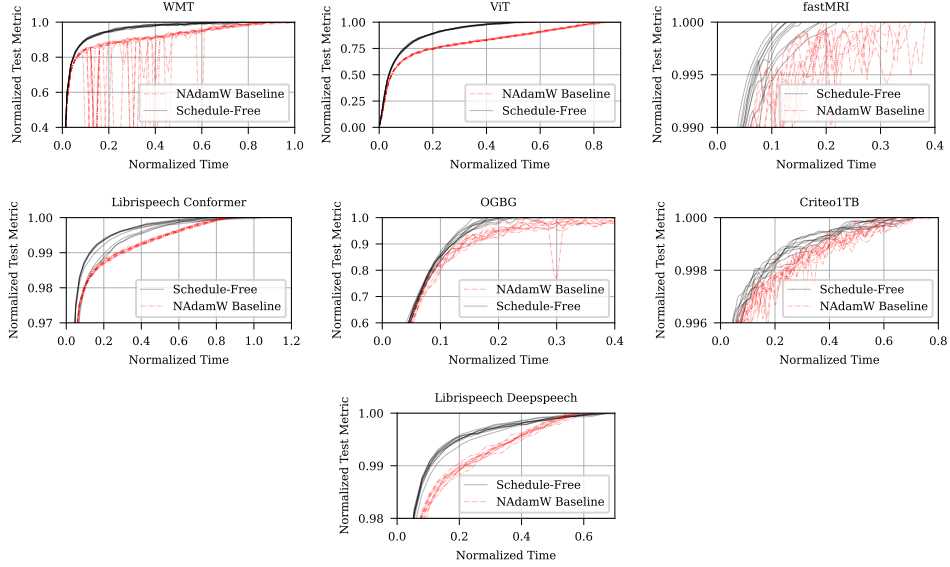 WMT
Normalized Test Metric
1.0
0.8
0.6
0.4
NAdamW Baseline
Schedule-Free
0.0 0.2 0.4 0.6 0.8 1.0
Normalized Time
ViT
Normalized Test Metric
1.00
0.75
0.50
0.25
0.00
NAdamW Baseline
Schedule-Free
0.0 0.2 0.4 0.6 0.8
Normalized Time
fastMRI
Normalized Test Metric
1.000
0.995
0.990
Schedule-Free
NAdamW Baseline
0.0 0.1 0.2 0.3 0.4
Normalized Time
Librispeech Conformer
Normalized Test Metric
1.00
0.99
0.98
0.97
Schedule-Free
NAdamW Baseline
0.0 0.2 0.4 0.6 0.8 1.0 1.2
Normalized Time
OGBG
Normalized Test Metric
1.0
0.9
0.8
0.7
0.6
NAdamW Baseline
Schedule-Free
0.0 0.1 0.2 0.3 0.4
Normalized Time
Criteo1TB
Normalized Test Metric
1.000
0.998
0.996
Schedule-Free
NAdamW Baseline
0.0 0.2 0.4 0.6 0.8
Normalized Time
Librispeech Deepspeech
Normalized Test Metric
1.00
0.99
0.98
Schedule-Free
NAdamW Baseline
0.0 0.2 0.4 0.6
Normalized Time